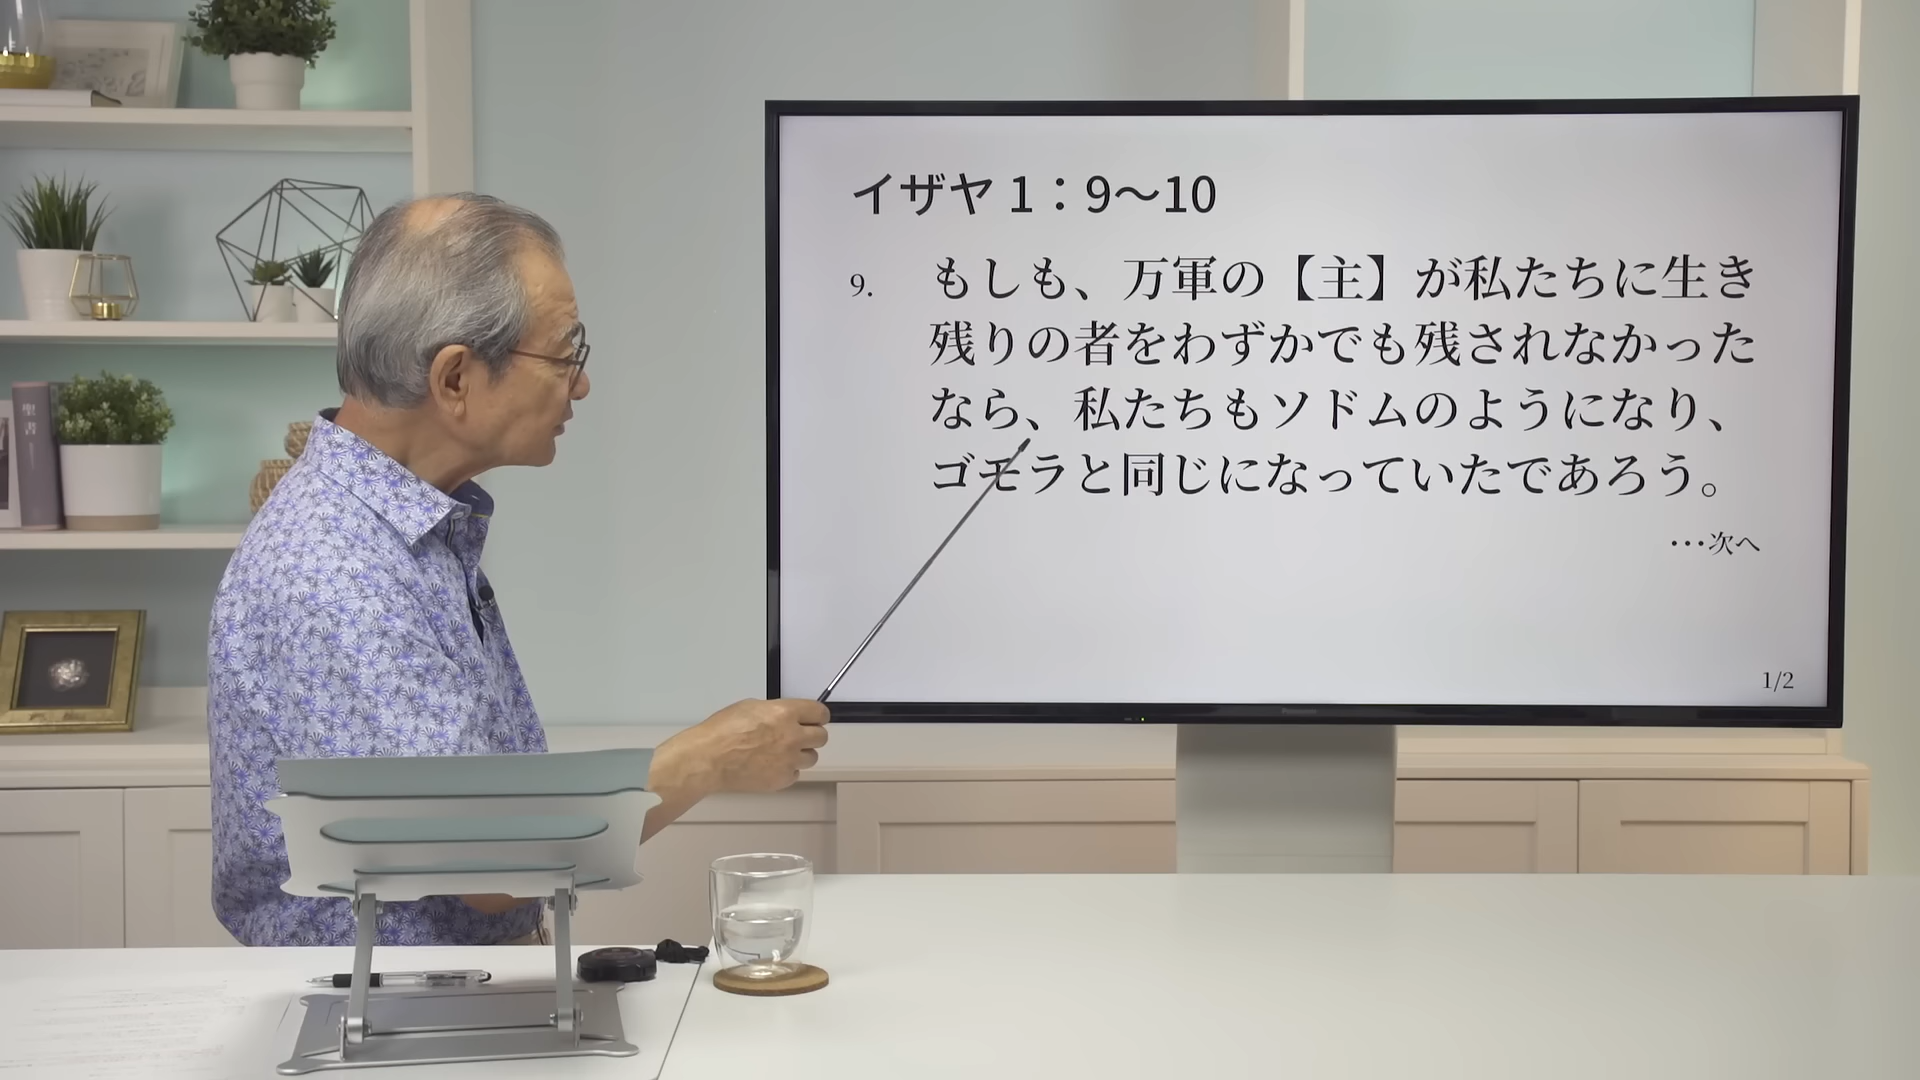 イザヤ 1：9～10
9. もしも、万軍の【主】が私たちに生き
残りの者をわずかでも残されなかった
なら、私たちもソドムのようになり、
ゴモラと同じになっていたであろう。
…次へ
1/2
聖書
Panasonic